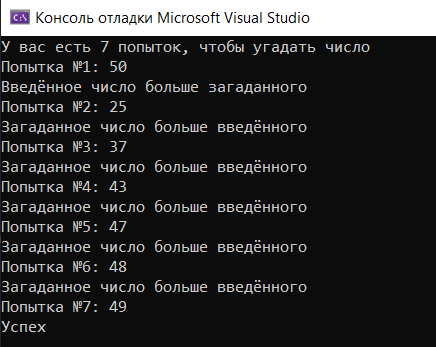 Консоль отладки Microsoft Visual Studio
У вас есть 7 попыток, чтобы угадать число
Попытка №1: 50
Введённое число больше загаданного
Попытка №2: 25
Загаданное число больше введённого
Попытка №3: 37
Загаданное число больше введённого
Попытка №4: 43
Загаданное число больше введённого
Попытка №5: 47
Загаданное число больше введённого
Попытка №6: 48
Загаданное число больше введённого
Попытка №7: 49
Успех